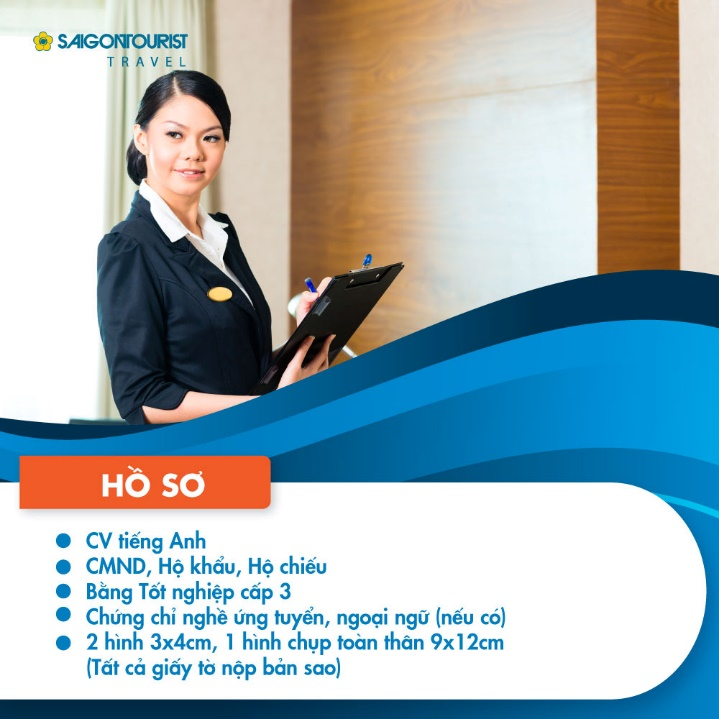 SAIGONTOURIST
TRAVEL
HỒ SƠ
CV tiếng Anh
CMND, Hộ khẩu, Hộ chiếu
Bằng Tốt nghiệp cấp 3
Chứng chỉ nghề ứng tuyển, ngoại ngữ (nếu có)
2 hình 3x4cm, 1 hình chụp toàn thân 9x12cm
(Tất cả giấy tờ nộp bản sao)